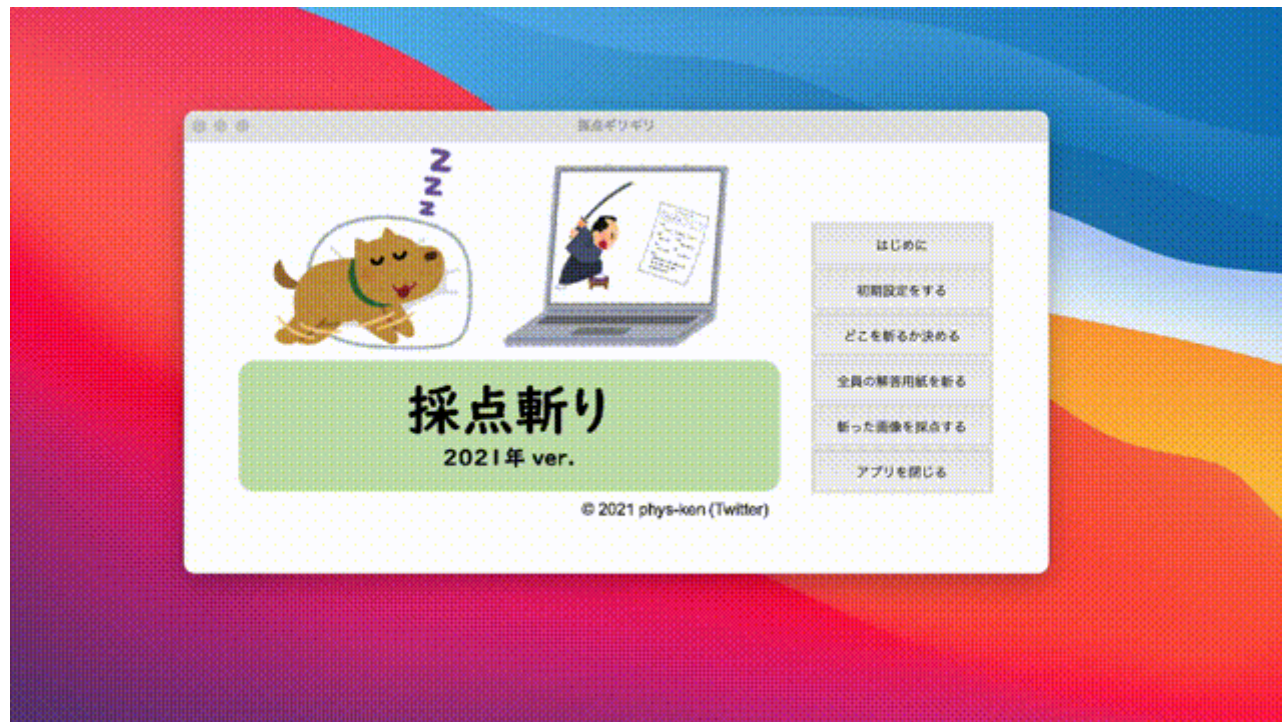 採点ギリギリ
zzZ
採点斬り
2021年 ver.
© 2021 phys-ken (Twitter)
はじめに
初期設定をする
どこを斬るか決める
全員の解答用紙を斬る
斬った画像を採点する
アプリを閉じる